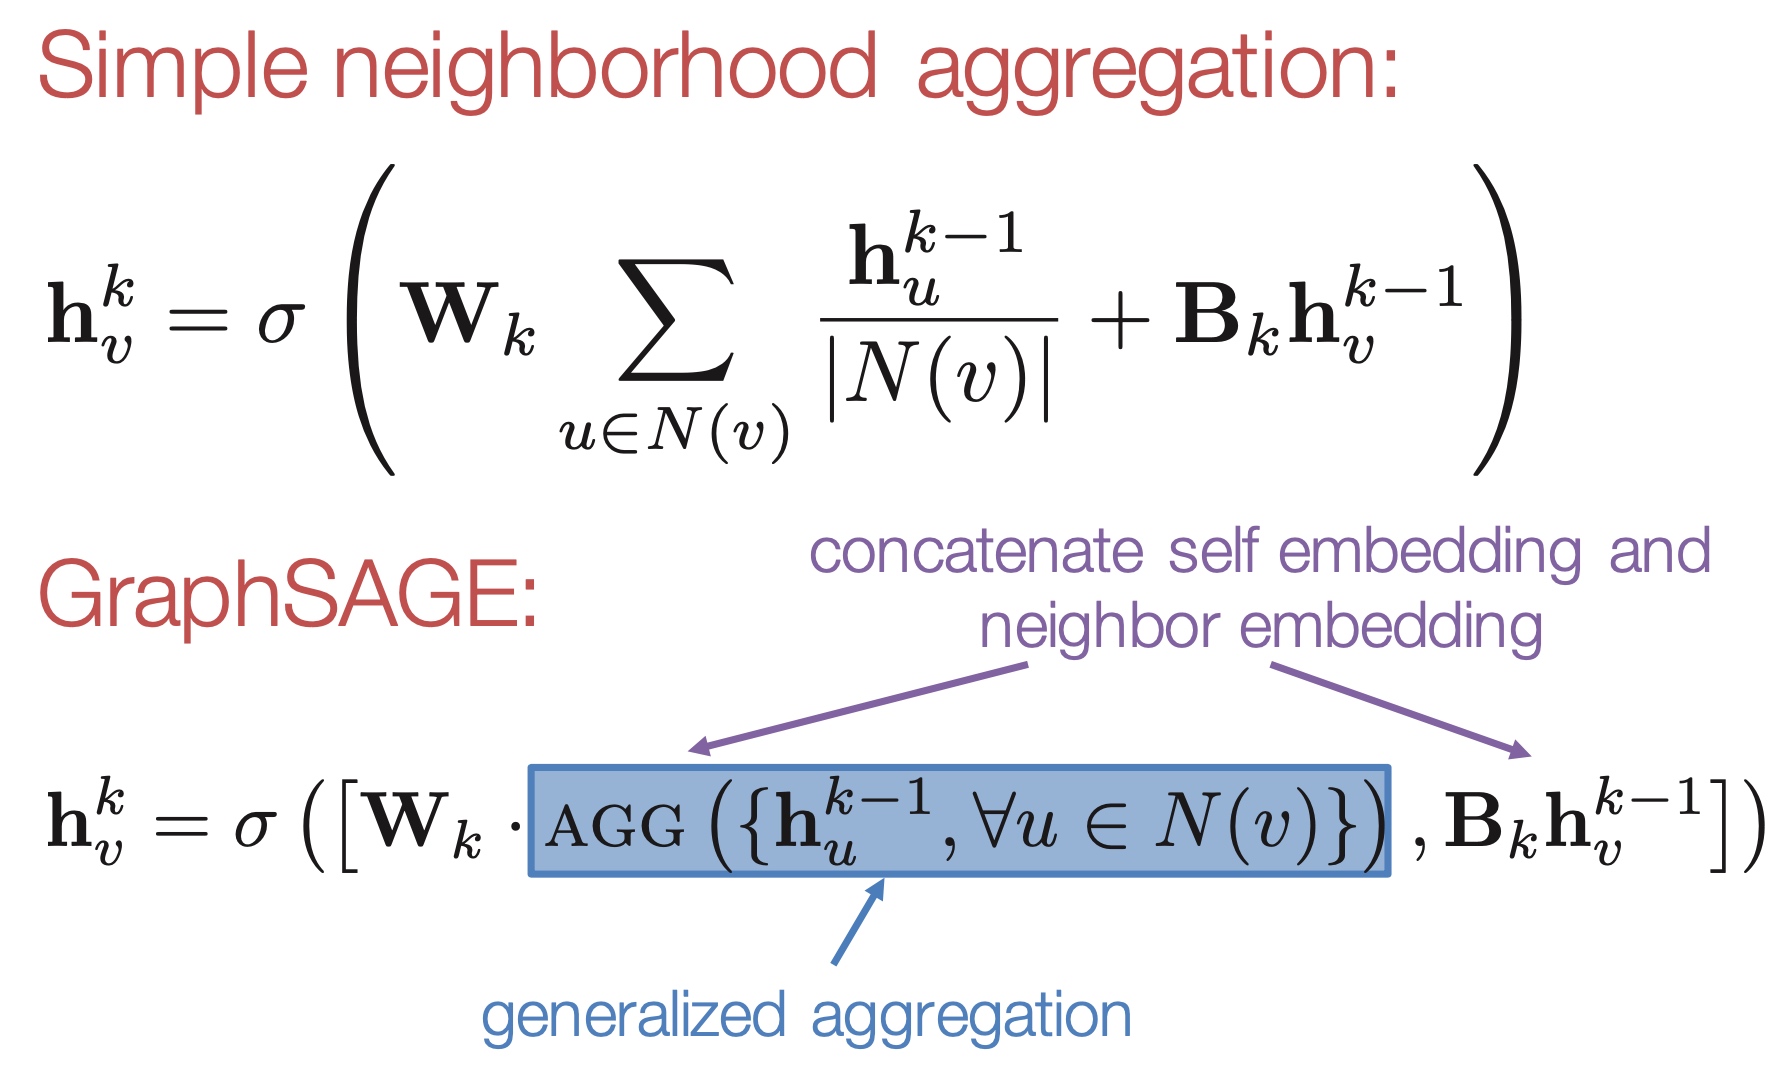 Simple neighborhood aggregation:
$$\mathbf{h}_v^k = \sigma \left( \mathbf{W}_k \sum_{u \in N(v)} \frac{\mathbf{h}_u^{k-1}}{|N(v)|} + \mathbf{B}_k \mathbf{h}_v^{k-1} \right)$$
concatenate self embedding and
neighbor embedding
GraphSAGE:
$$\mathbf{h}_v^k = \sigma \left( \left[ \mathbf{W}_k \cdot \text{AGG} \left( \{ \mathbf{h}_u^{k-1}, \forall u \in N(v) \} \right), \mathbf{B}_k \mathbf{h}_v^{k-1} \right] \right)$$
generalized aggregation